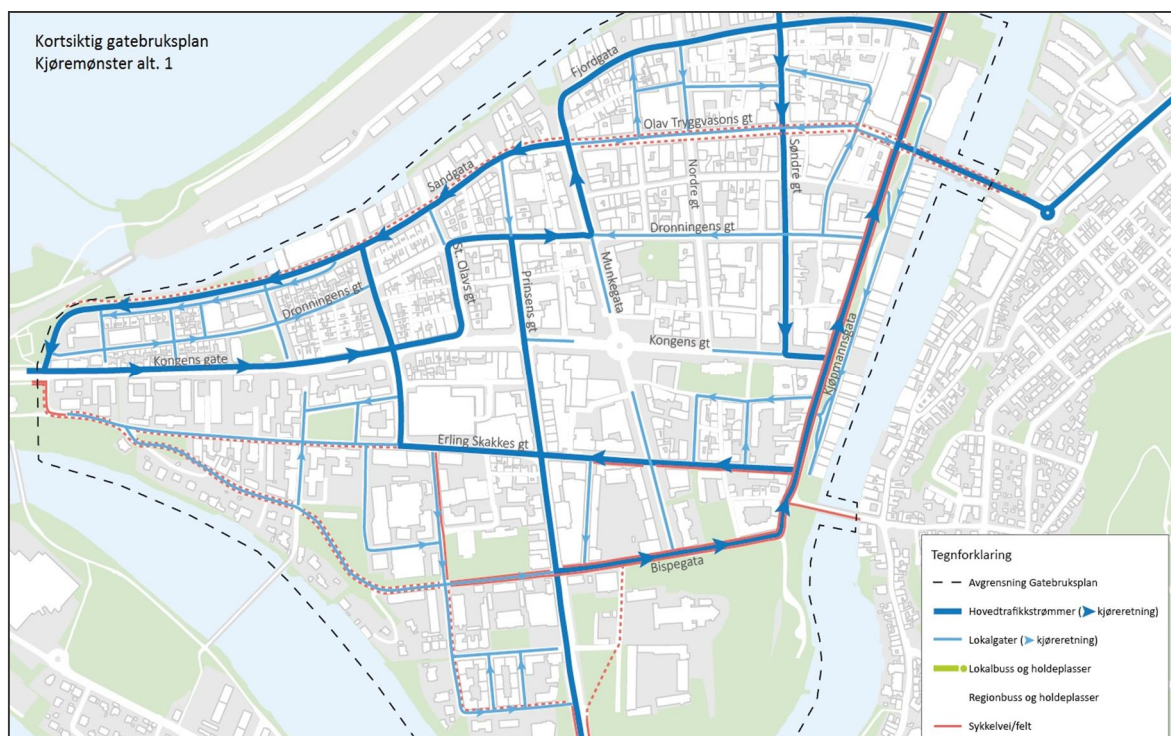 Kortsiktig gatebruksplan
Kjøremønster alt. 1
Fjordgata
Olav Tryggvasons gt
Sandgata
Nordre gt
Søndre gt
Dronningens gt
St. Olavs gt
Munkegata
Prinsens gt
Dronningens gt
Kongens gt
Kongens gate
Kjøpmannsgata
Erling Skakkes gt
Bispegata
Tegnforklaring
Avgrensning Gatebruksplan
Hovedtrafikkstrømmer ( kjøreretning)
Lokalgater ( kjøreretning)
Lokalbuss og holdeplasser
Regionbuss og holdeplasser
Sykkelvei/felt